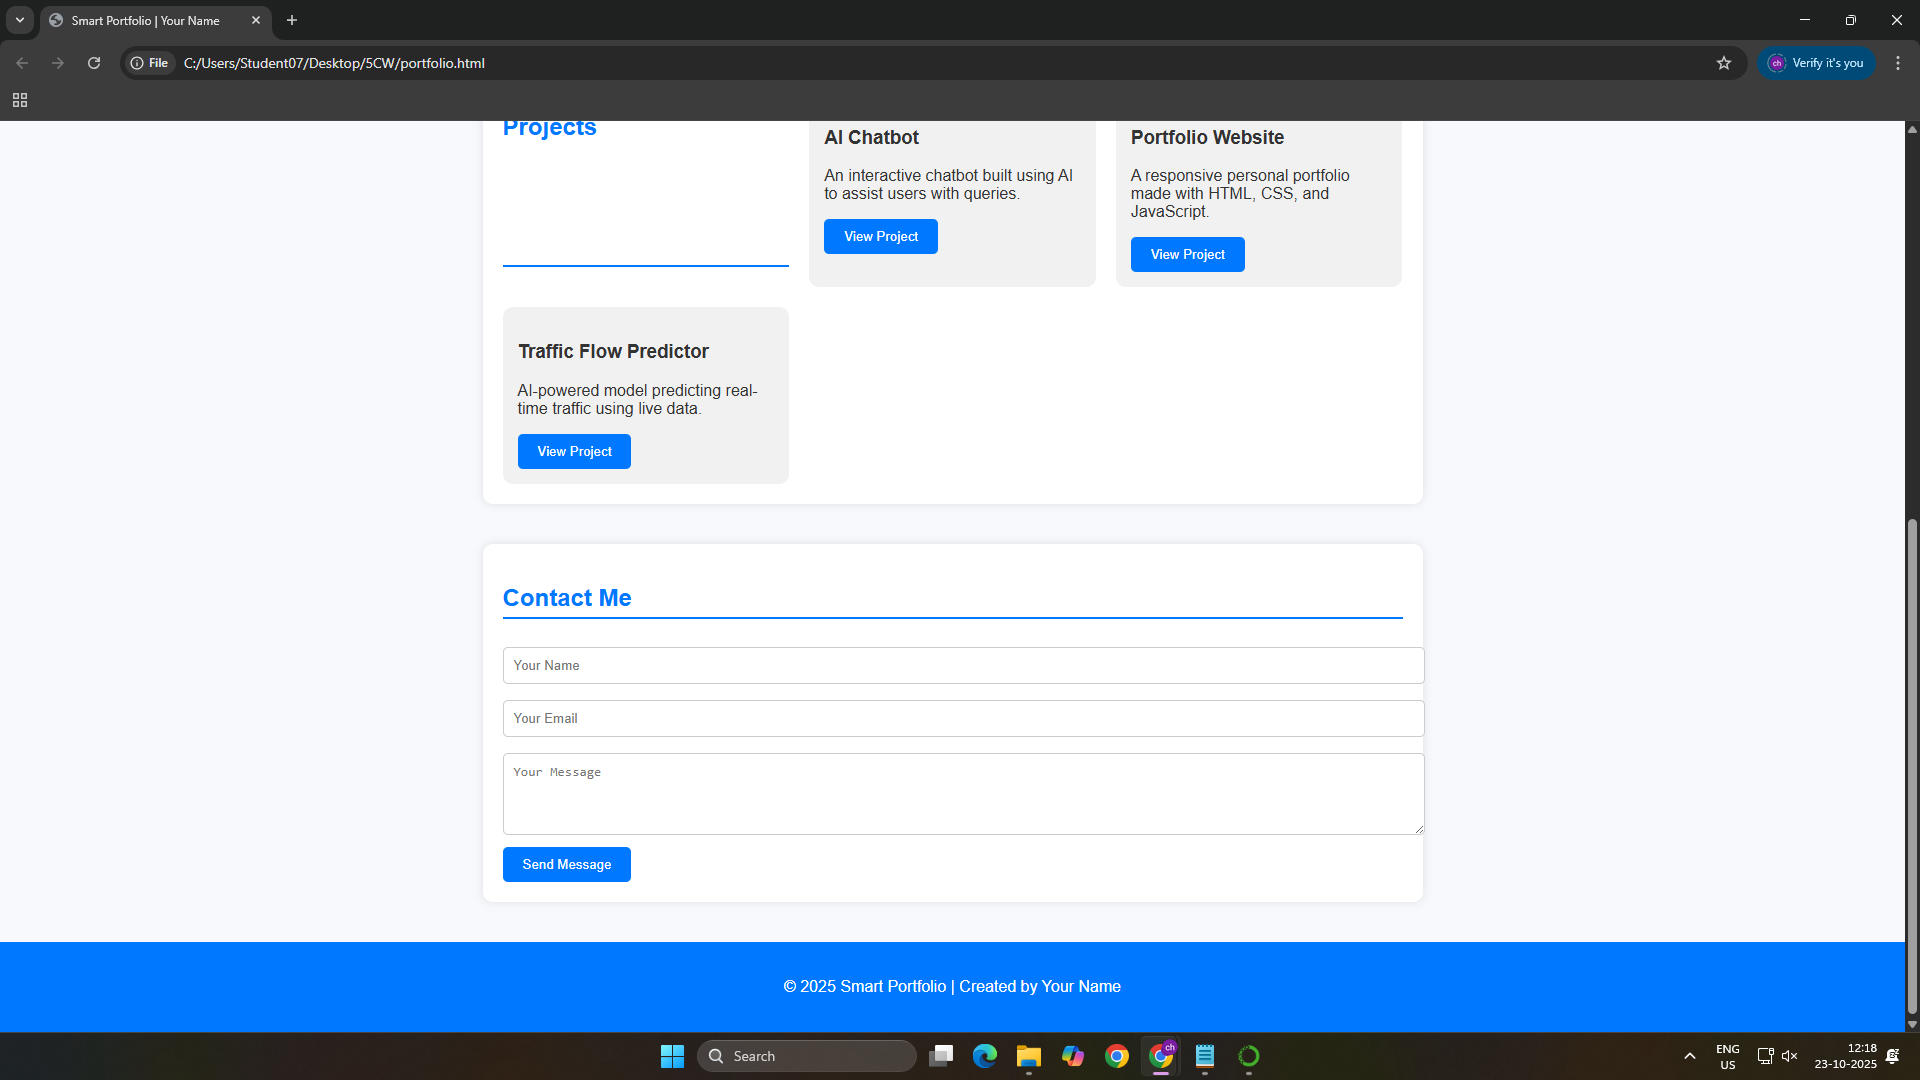 Smart Portfolio | Your Name
File
C:/Users/Student07/Desktop/5CW/portfolio.html
ch
Verify it's you
Projects
AI Chatbot
An interactive chatbot built using AI
to assist users with queries.
View Project
Portfolio Website
A responsive personal portfolio
made with HTML, CSS, and
JavaScript.
View Project
Traffic Flow Predictor
AI-powered model predicting real-
time traffic using live data.
View Project
Contact Me
Your Name
Your Email
Your Message
Send Message
© 2025 Smart Portfolio | Created by Your Name
Search
ch
ENG
US
12:18
23-10-2025